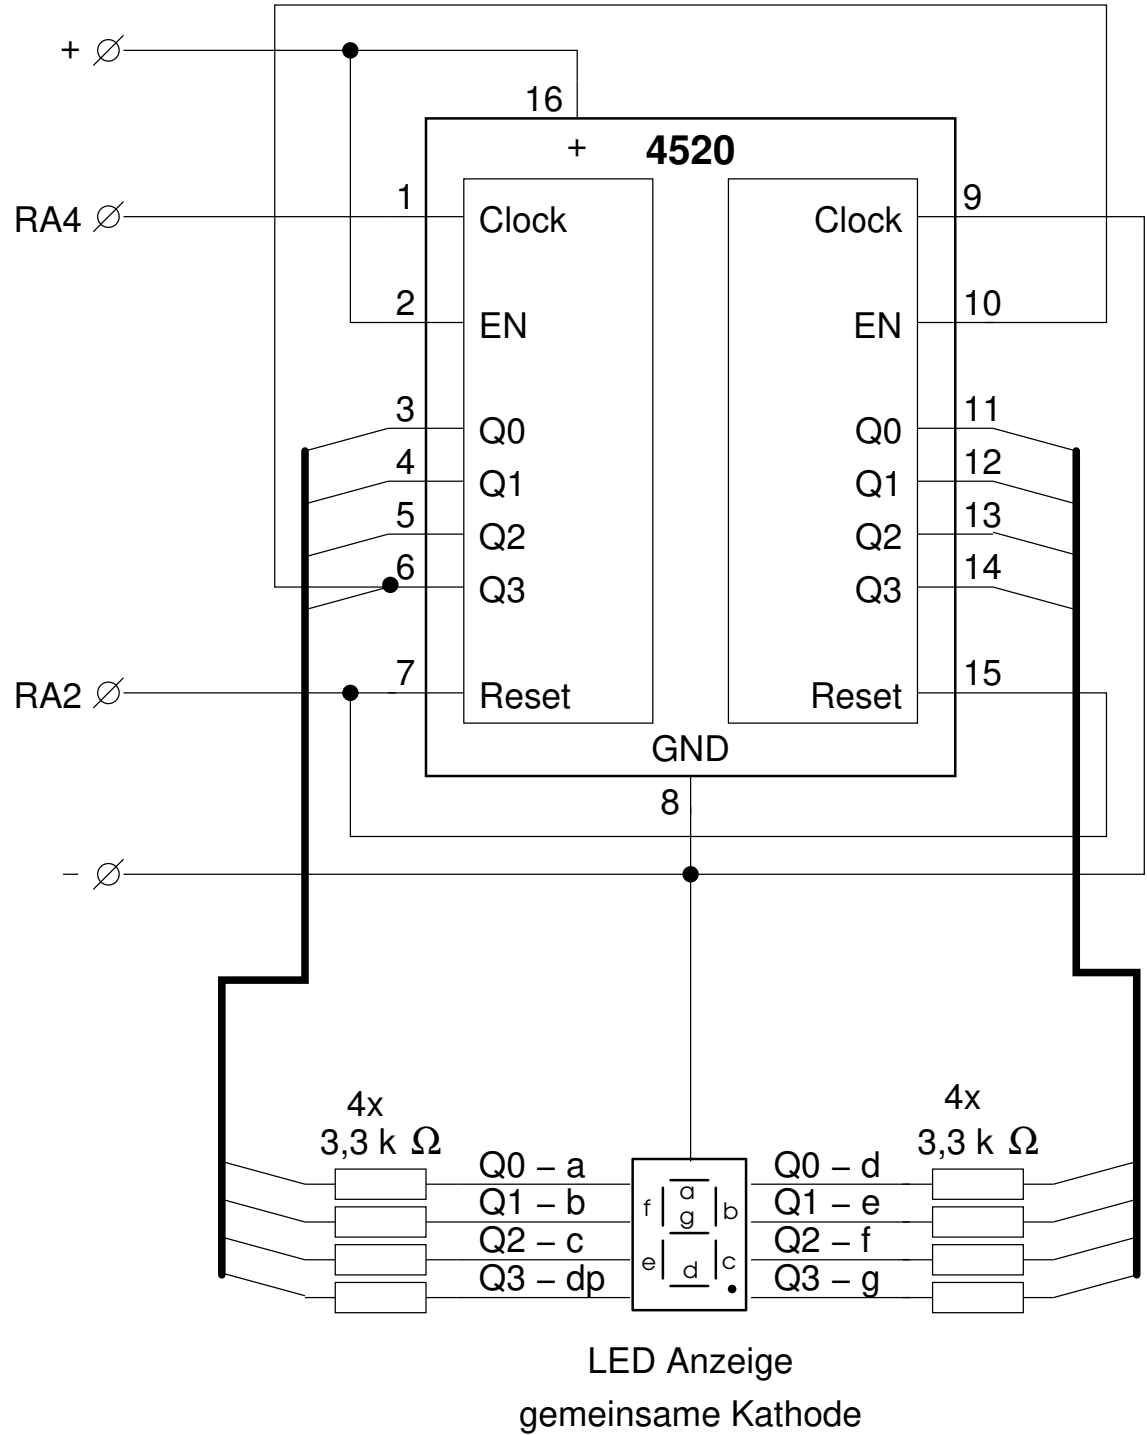 +
16
+ 4520
1 9
RA4 Clock Clock
2 10
EN EN
3 11
Q0 Q0
4 12
Q1 Q1
5 13
Q2 Q2
6 14
Q3 Q3
7 15
RA2 Reset Reset
GND
8
–
4x 4x
3,3 k Ω 3,3 k Ω
Q0 – a Q0 – d
a
Q1 – b f g b Q1 – e
Q2 – c Q2 – f
e d c
Q3 – dp Q3 – g
LED Anzeige
gemeinsame Kathode